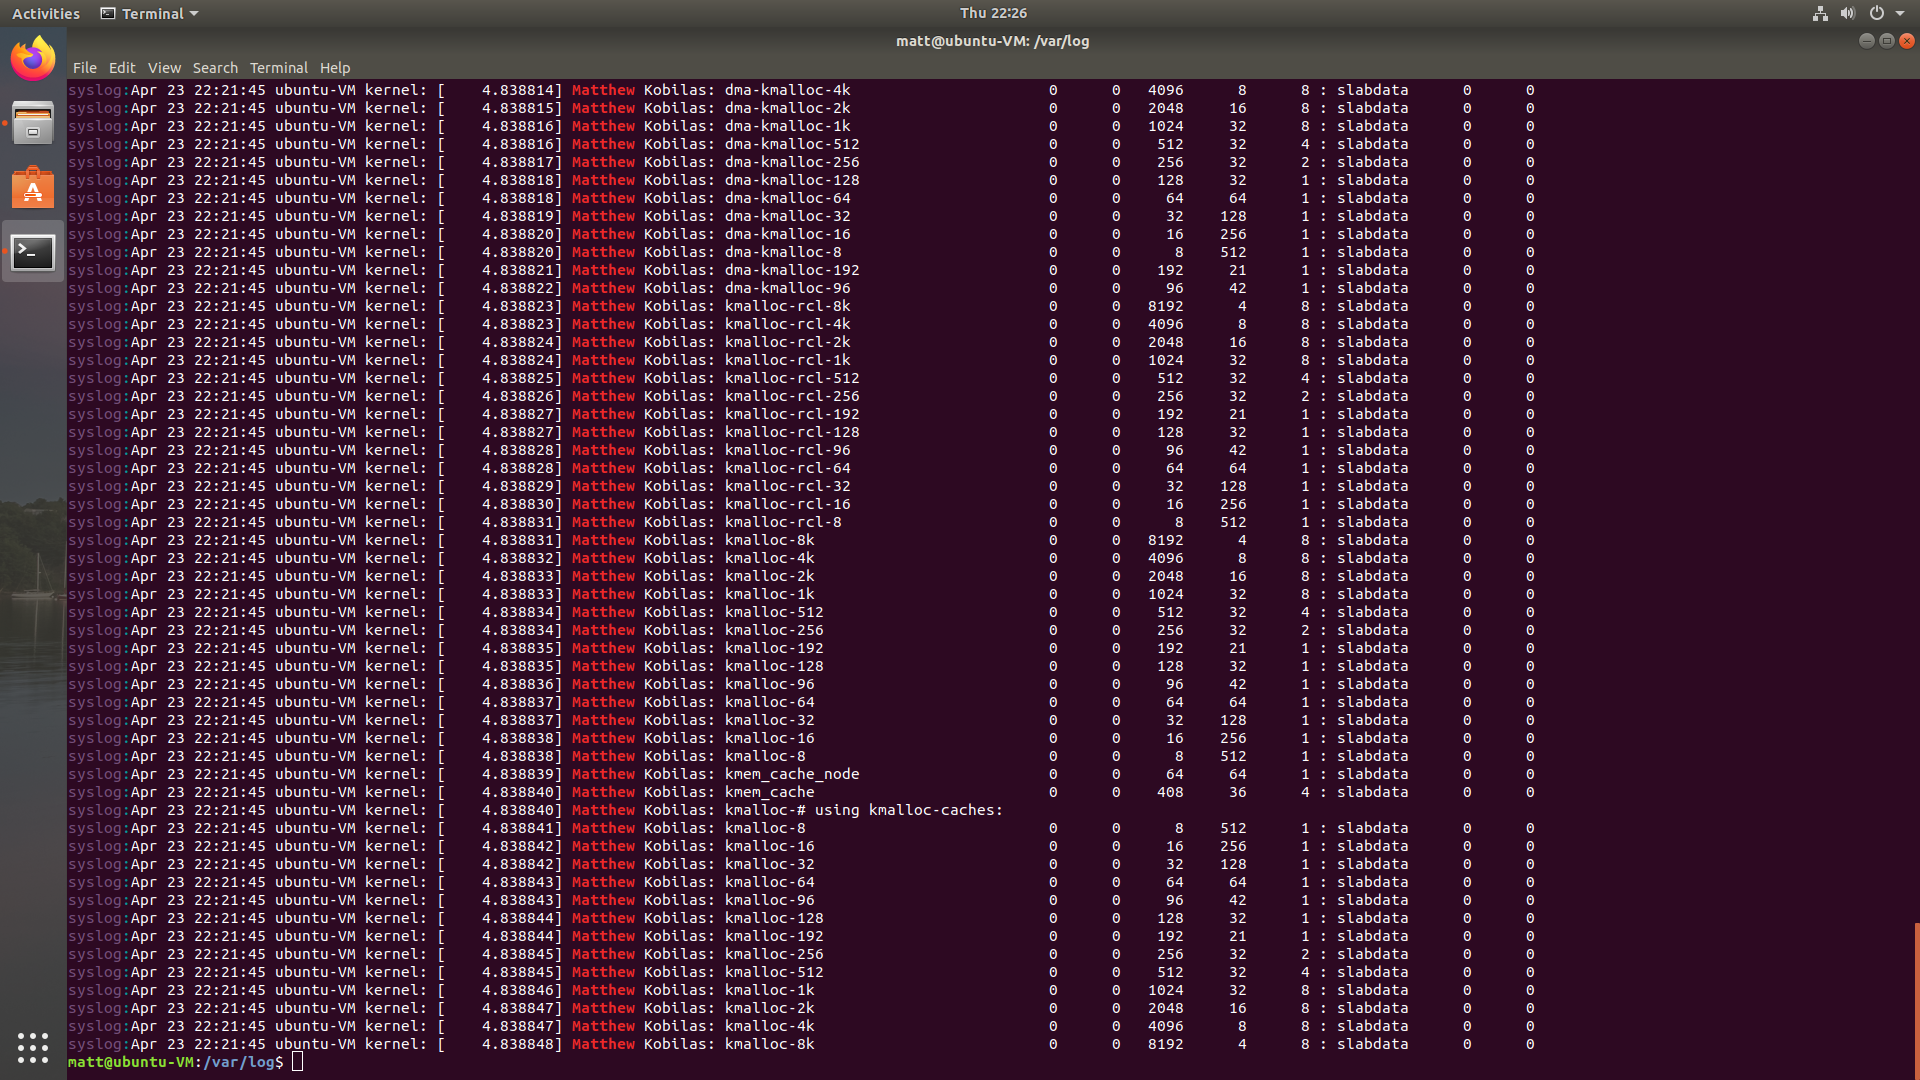 Activities Terminal Thu 22:26
matt@ubuntu-VM: /var/log
File Edit View Search Terminal Help
syslog:Apr 23 22:21:45 ubuntu-VM kernel: [    4.838814] Matthew Kobilas: dma-kmalloc-4k 0 0 4096 8 8 : slabdata 0 0
syslog:Apr 23 22:21:45 ubuntu-VM kernel: [    4.838815] Matthew Kobilas: dma-kmalloc-2k 0 0 2048 16 8 : slabdata 0 0
syslog:Apr 23 22:21:45 ubuntu-VM kernel: [    4.838816] Matthew Kobilas: dma-kmalloc-1k 0 0 1024 32 8 : slabdata 0 0
syslog:Apr 23 22:21:45 ubuntu-VM kernel: [    4.838816] Matthew Kobilas: dma-kmalloc-512 0 0 512 32 4 : slabdata 0 0
syslog:Apr 23 22:21:45 ubuntu-VM kernel: [    4.838817] Matthew Kobilas: dma-kmalloc-256 0 0 256 32 2 : slabdata 0 0
syslog:Apr 23 22:21:45 ubuntu-VM kernel: [    4.838818] Matthew Kobilas: dma-kmalloc-128 0 0 128 32 1 : slabdata 0 0
syslog:Apr 23 22:21:45 ubuntu-VM kernel: [    4.838818] Matthew Kobilas: dma-kmalloc-64 0 0 64 64 1 : slabdata 0 0
syslog:Apr 23 22:21:45 ubuntu-VM kernel: [    4.838819] Matthew Kobilas: dma-kmalloc-32 0 0 32 128 1 : slabdata 0 0
syslog:Apr 23 22:21:45 ubuntu-VM kernel: [    4.838820] Matthew Kobilas: dma-kmalloc-16 0 0 16 256 1 : slabdata 0 0
syslog:Apr 23 22:21:45 ubuntu-VM kernel: [    4.838820] Matthew Kobilas: dma-kmalloc-8 0 0 8 512 1 : slabdata 0 0
syslog:Apr 23 22:21:45 ubuntu-VM kernel: [    4.838821] Matthew Kobilas: dma-kmalloc-192 0 0 192 21 1 : slabdata 0 0
syslog:Apr 23 22:21:45 ubuntu-VM kernel: [    4.838822] Matthew Kobilas: dma-kmalloc-96 0 0 96 42 1 : slabdata 0 0
syslog:Apr 23 22:21:45 ubuntu-VM kernel: [    4.838823] Matthew Kobilas: kmalloc-rcl-8k 0 0 8192 4 8 : slabdata 0 0
syslog:Apr 23 22:21:45 ubuntu-VM kernel: [    4.838823] Matthew Kobilas: kmalloc-rcl-4k 0 0 4096 8 8 : slabdata 0 0
syslog:Apr 23 22:21:45 ubuntu-VM kernel: [    4.838824] Matthew Kobilas: kmalloc-rcl-2k 0 0 2048 16 8 : slabdata 0 0
syslog:Apr 23 22:21:45 ubuntu-VM kernel: [    4.838824] Matthew Kobilas: kmalloc-rcl-1k 0 0 1024 32 8 : slabdata 0 0
syslog:Apr 23 22:21:45 ubuntu-VM kernel: [    4.838825] Matthew Kobilas: kmalloc-rcl-512 0 0 512 32 4 : slabdata 0 0
syslog:Apr 23 22:21:45 ubuntu-VM kernel: [    4.838826] Matthew Kobilas: kmalloc-rcl-256 0 0 256 32 2 : slabdata 0 0
syslog:Apr 23 22:21:45 ubuntu-VM kernel: [    4.838827] Matthew Kobilas: kmalloc-rcl-192 0 0 192 21 1 : slabdata 0 0
syslog:Apr 23 22:21:45 ubuntu-VM kernel: [    4.838827] Matthew Kobilas: kmalloc-rcl-128 0 0 128 32 1 : slabdata 0 0
syslog:Apr 23 22:21:45 ubuntu-VM kernel: [    4.838828] Matthew Kobilas: kmalloc-rcl-96 0 0 96 42 1 : slabdata 0 0
syslog:Apr 23 22:21:45 ubuntu-VM kernel: [    4.838828] Matthew Kobilas: kmalloc-rcl-64 0 0 64 64 1 : slabdata 0 0
syslog:Apr 23 22:21:45 ubuntu-VM kernel: [    4.838829] Matthew Kobilas: kmalloc-rcl-32 0 0 32 128 1 : slabdata 0 0
syslog:Apr 23 22:21:45 ubuntu-VM kernel: [    4.838830] Matthew Kobilas: kmalloc-rcl-16 0 0 16 256 1 : slabdata 0 0
syslog:Apr 23 22:21:45 ubuntu-VM kernel: [    4.838831] Matthew Kobilas: kmalloc-rcl-8 0 0 8 512 1 : slabdata 0 0
syslog:Apr 23 22:21:45 ubuntu-VM kernel: [    4.838831] Matthew Kobilas: kmalloc-8k 0 0 8192 4 8 : slabdata 0 0
syslog:Apr 23 22:21:45 ubuntu-VM kernel: [    4.838832] Matthew Kobilas: kmalloc-4k 0 0 4096 8 8 : slabdata 0 0
syslog:Apr 23 22:21:45 ubuntu-VM kernel: [    4.838833] Matthew Kobilas: kmalloc-2k 0 0 2048 16 8 : slabdata 0 0
syslog:Apr 23 22:21:45 ubuntu-VM kernel: [    4.838833] Matthew Kobilas: kmalloc-1k 0 0 1024 32 8 : slabdata 0 0
syslog:Apr 23 22:21:45 ubuntu-VM kernel: [    4.838834] Matthew Kobilas: kmalloc-512 0 0 512 32 4 : slabdata 0 0
syslog:Apr 23 22:21:45 ubuntu-VM kernel: [    4.838834] Matthew Kobilas: kmalloc-256 0 0 256 32 2 : slabdata 0 0
syslog:Apr 23 22:21:45 ubuntu-VM kernel: [    4.838835] Matthew Kobilas: kmalloc-192 0 0 192 21 1 : slabdata 0 0
syslog:Apr 23 22:21:45 ubuntu-VM kernel: [    4.838835] Matthew Kobilas: kmalloc-128 0 0 128 32 1 : slabdata 0 0
syslog:Apr 23 22:21:45 ubuntu-VM kernel: [    4.838836] Matthew Kobilas: kmalloc-96 0 0 96 42 1 : slabdata 0 0
syslog:Apr 23 22:21:45 ubuntu-VM kernel: [    4.838837] Matthew Kobilas: kmalloc-64 0 0 64 64 1 : slabdata 0 0
syslog:Apr 23 22:21:45 ubuntu-VM kernel: [    4.838837] Matthew Kobilas: kmalloc-32 0 0 32 128 1 : slabdata 0 0
syslog:Apr 23 22:21:45 ubuntu-VM kernel: [    4.838838] Matthew Kobilas: kmalloc-16 0 0 16 256 1 : slabdata 0 0
syslog:Apr 23 22:21:45 ubuntu-VM kernel: [    4.838838] Matthew Kobilas: kmalloc-8 0 0 8 512 1 : slabdata 0 0
syslog:Apr 23 22:21:45 ubuntu-VM kernel: [    4.838839] Matthew Kobilas: kmem_cache_node 0 0 64 64 1 : slabdata 0 0
syslog:Apr 23 22:21:45 ubuntu-VM kernel: [    4.838840] Matthew Kobilas: kmem_cache 0 0 408 36 4 : slabdata 0 0
syslog:Apr 23 22:21:45 ubuntu-VM kernel: [    4.838840] Matthew Kobilas: kmalloc-# using kmalloc-caches:
syslog:Apr 23 22:21:45 ubuntu-VM kernel: [    4.838841] Matthew Kobilas: kmalloc-8 0 0 8 512 1 : slabdata 0 0
syslog:Apr 23 22:21:45 ubuntu-VM kernel: [    4.838842] Matthew Kobilas: kmalloc-16 0 0 16 256 1 : slabdata 0 0
syslog:Apr 23 22:21:45 ubuntu-VM kernel: [    4.838842] Matthew Kobilas: kmalloc-32 0 0 32 128 1 : slabdata 0 0
syslog:Apr 23 22:21:45 ubuntu-VM kernel: [    4.838843] Matthew Kobilas: kmalloc-64 0 0 64 64 1 : slabdata 0 0
syslog:Apr 23 22:21:45 ubuntu-VM kernel: [    4.838843] Matthew Kobilas: kmalloc-96 0 0 96 42 1 : slabdata 0 0
syslog:Apr 23 22:21:45 ubuntu-VM kernel: [    4.838844] Matthew Kobilas: kmalloc-128 0 0 128 32 1 : slabdata 0 0
syslog:Apr 23 22:21:45 ubuntu-VM kernel: [    4.838844] Matthew Kobilas: kmalloc-192 0 0 192 21 1 : slabdata 0 0
syslog:Apr 23 22:21:45 ubuntu-VM kernel: [    4.838845] Matthew Kobilas: kmalloc-256 0 0 256 32 2 : slabdata 0 0
syslog:Apr 23 22:21:45 ubuntu-VM kernel: [    4.838845] Matthew Kobilas: kmalloc-512 0 0 512 32 4 : slabdata 0 0
syslog:Apr 23 22:21:45 ubuntu-VM kernel: [    4.838846] Matthew Kobilas: kmalloc-1k 0 0 1024 32 8 : slabdata 0 0
syslog:Apr 23 22:21:45 ubuntu-VM kernel: [    4.838847] Matthew Kobilas: kmalloc-2k 0 0 2048 16 8 : slabdata 0 0
syslog:Apr 23 22:21:45 ubuntu-VM kernel: [    4.838847] Matthew Kobilas: kmalloc-4k 0 0 4096 8 8 : slabdata 0 0
syslog:Apr 23 22:21:45 ubuntu-VM kernel: [    4.838848] Matthew Kobilas: kmalloc-8k 0 0 8192 4 8 : slabdata 0 0
matt@ubuntu-VM:/var/log$